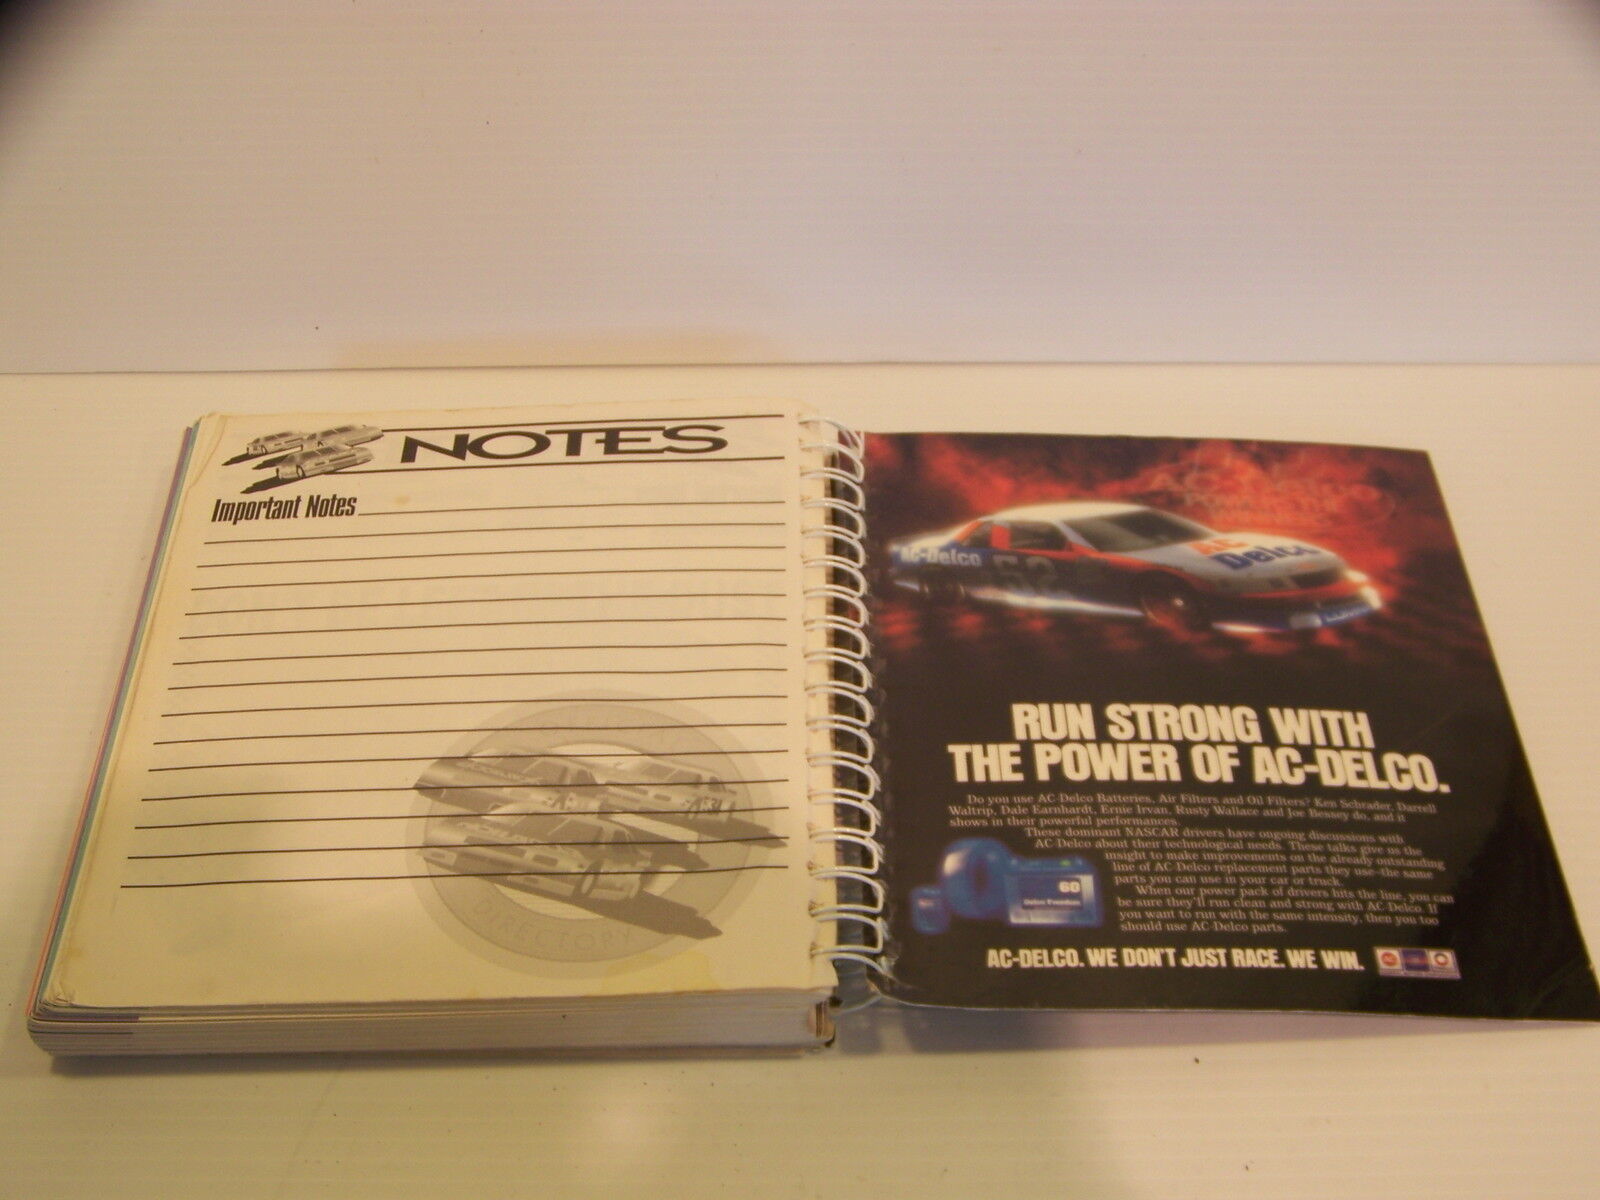 NOTES
Important Notes
DIRECTORY
AC-Delco
52
AC
Delco
RUN STRONG WITH
THE POWER OF AC-DELCO.
Do you use AC-Delco Batteries, Air Filters and Oil Filters? Ken Schrader, Darrell
Waltrip, Dale Earnhardt, Ernie Irvan, Rusty Wallace and Joe Bessey do, and it
shows in their powerful performances.
These dominant NASCAR drivers have ongoing discussions with
AC-Delco about their technological needs. These talks give us the
insight to make improvements on the already outstanding
line of AC-Delco replacement parts they use--the same
parts you can use in your car or truck.
When our power pack of drivers hits the line, you can
be sure they'll run clean and strong with AC-Delco. If
you want to run with the same intensity, then you too
should use AC-Delco parts.
60
Delco Freedom
AC-DELCO. WE DON'T JUST RACE. WE WIN.